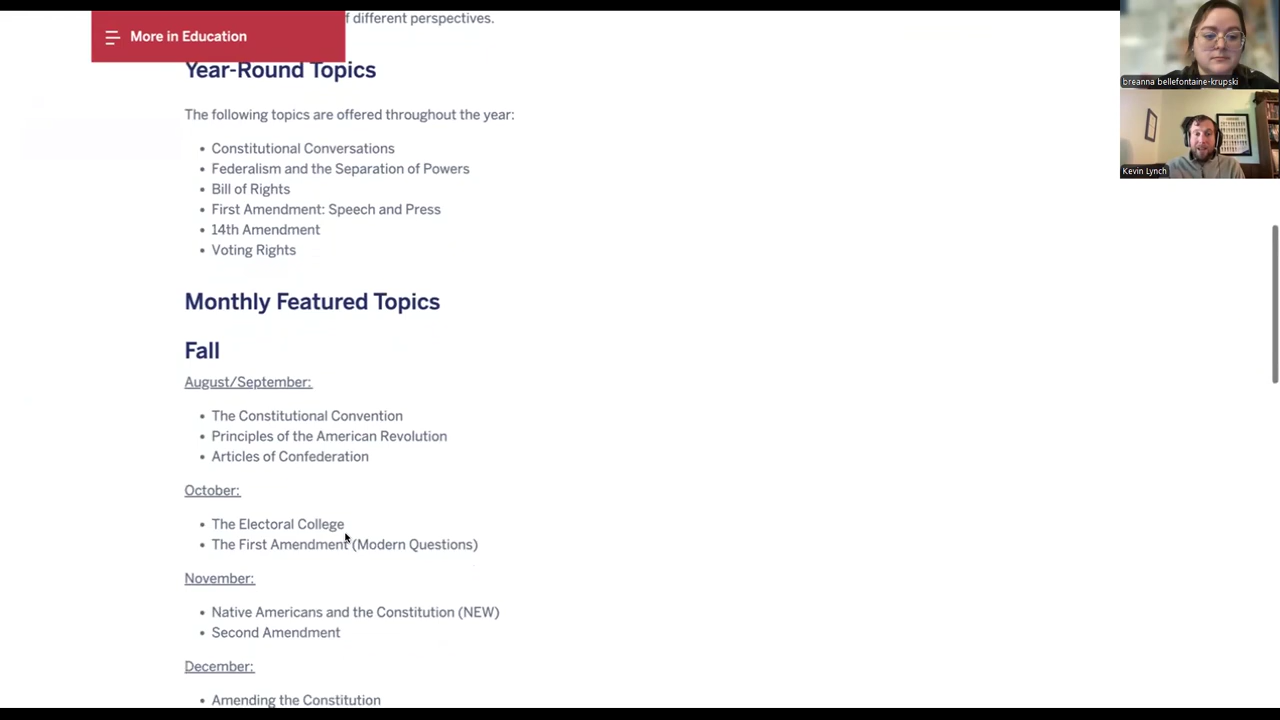 f different perspectives.
More in Education
Year-Round Topics
The following topics are offered throughout the year:
• Constitutional Conversations
• Federalism and the Separation of Powers
• Bill of Rights
• First Amendment: Speech and Press
• 14th Amendment
• Voting Rights
Monthly Featured Topics
Fall
August/September:
• The Constitutional Convention
• Principles of the American Revolution
• Articles of Confederation
October:
• The Electoral College
• The First Amendment (Modern Questions)
November:
• Native Americans and the Constitution (NEW)
• Second Amendment
December:
• Amending the Constitution
breanna bellefontaine-krupski
Kevin Lynch